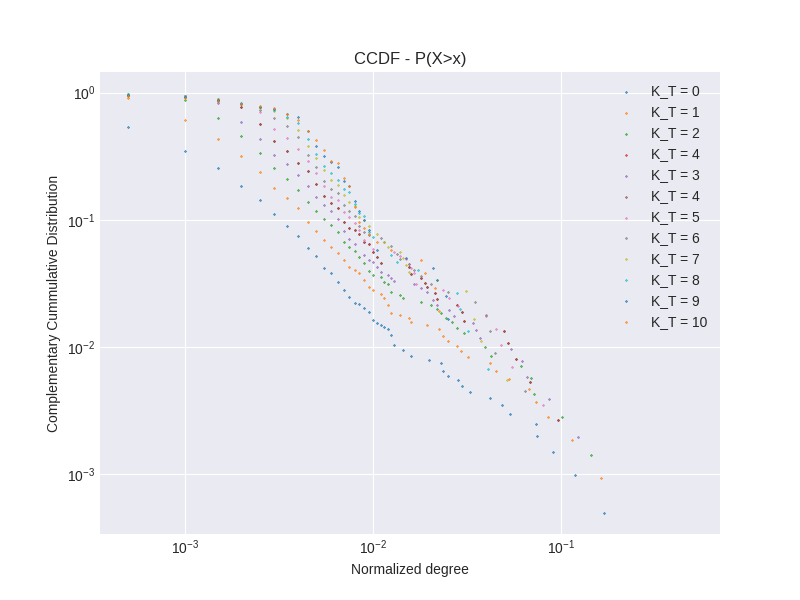 CCDF - P(X>x)
10⁰
10⁻¹
10⁻²
10⁻³
Complementary Cummulative Distribution
10⁻³
10⁻²
10⁻¹
Normalized degree
K_T = 0
K_T = 1
K_T = 2
K_T = 4
K_T = 3
K_T = 4
K_T = 5
K_T = 6
K_T = 7
K_T = 8
K_T = 9
K_T = 10